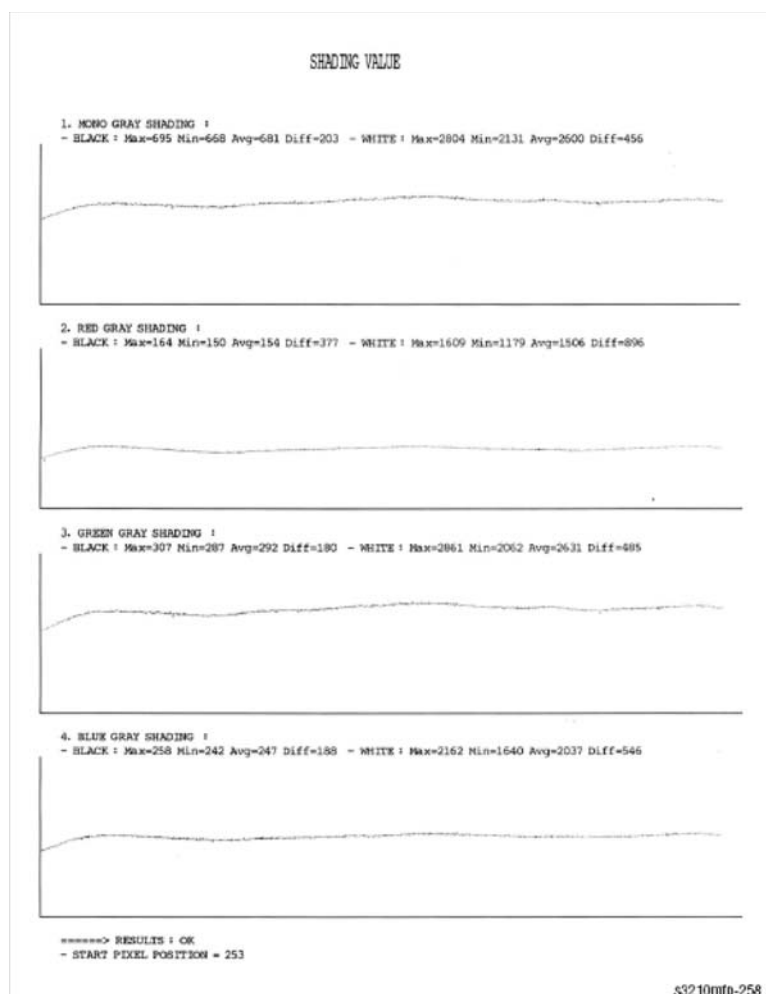 SHADING VALUE
1. MONO GRAY SHADING :
- BLACK : Max=695 Min=668 Avg=681 Diff=203 - WHITE : Max=2804 Min=2131 Avg=2600 Diff=456
2. RED GRAY SHADING :
- BLACK : Max=164 Min=150 Avg=154 Diff=377 - WHITE : Max=1609 Min=1179 Avg=1506 Diff=896
3. GREEN GRAY SHADING :
- BLACK : Max=307 Min=287 Avg=292 Diff=180 - WHITE : Max=2861 Min=2062 Avg=2631 Diff=485
4. BLUE GRAY SHADING :
- BLACK : Max=258 Min=242 Avg=247 Diff=188 - WHITE : Max=2162 Min=1640 Avg=2037 Diff=546
======> RESULTS : OK
- START PIXEL POSITION = 253
s3210mfp-258